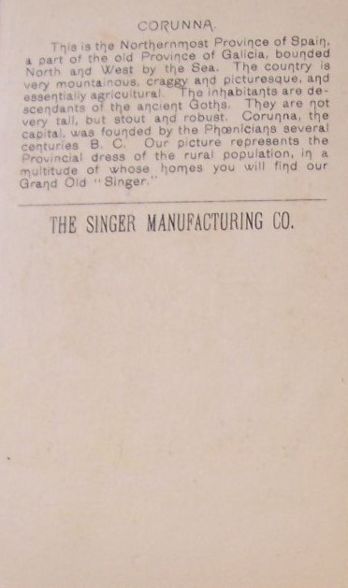 CORUNNA.
This is the Northernmost Province of Spain,
a part of the old Province of Galicia, bounded
North and West by the Sea. The country is
very mountainous, craggy and picturesque, and
essentially agricultural. The inhabitants are de-
scendants of the ancient Goths. They are not
very tall, but stout and robust. Corunna, the
capital, was founded by the Phœnicians several
centuries B. C. Our picture represents the
Provincial dress of the rural population, in a
multitude of whose homes you will find our
Grand Old "Singer."
THE SINGER MANUFACTURING CO.